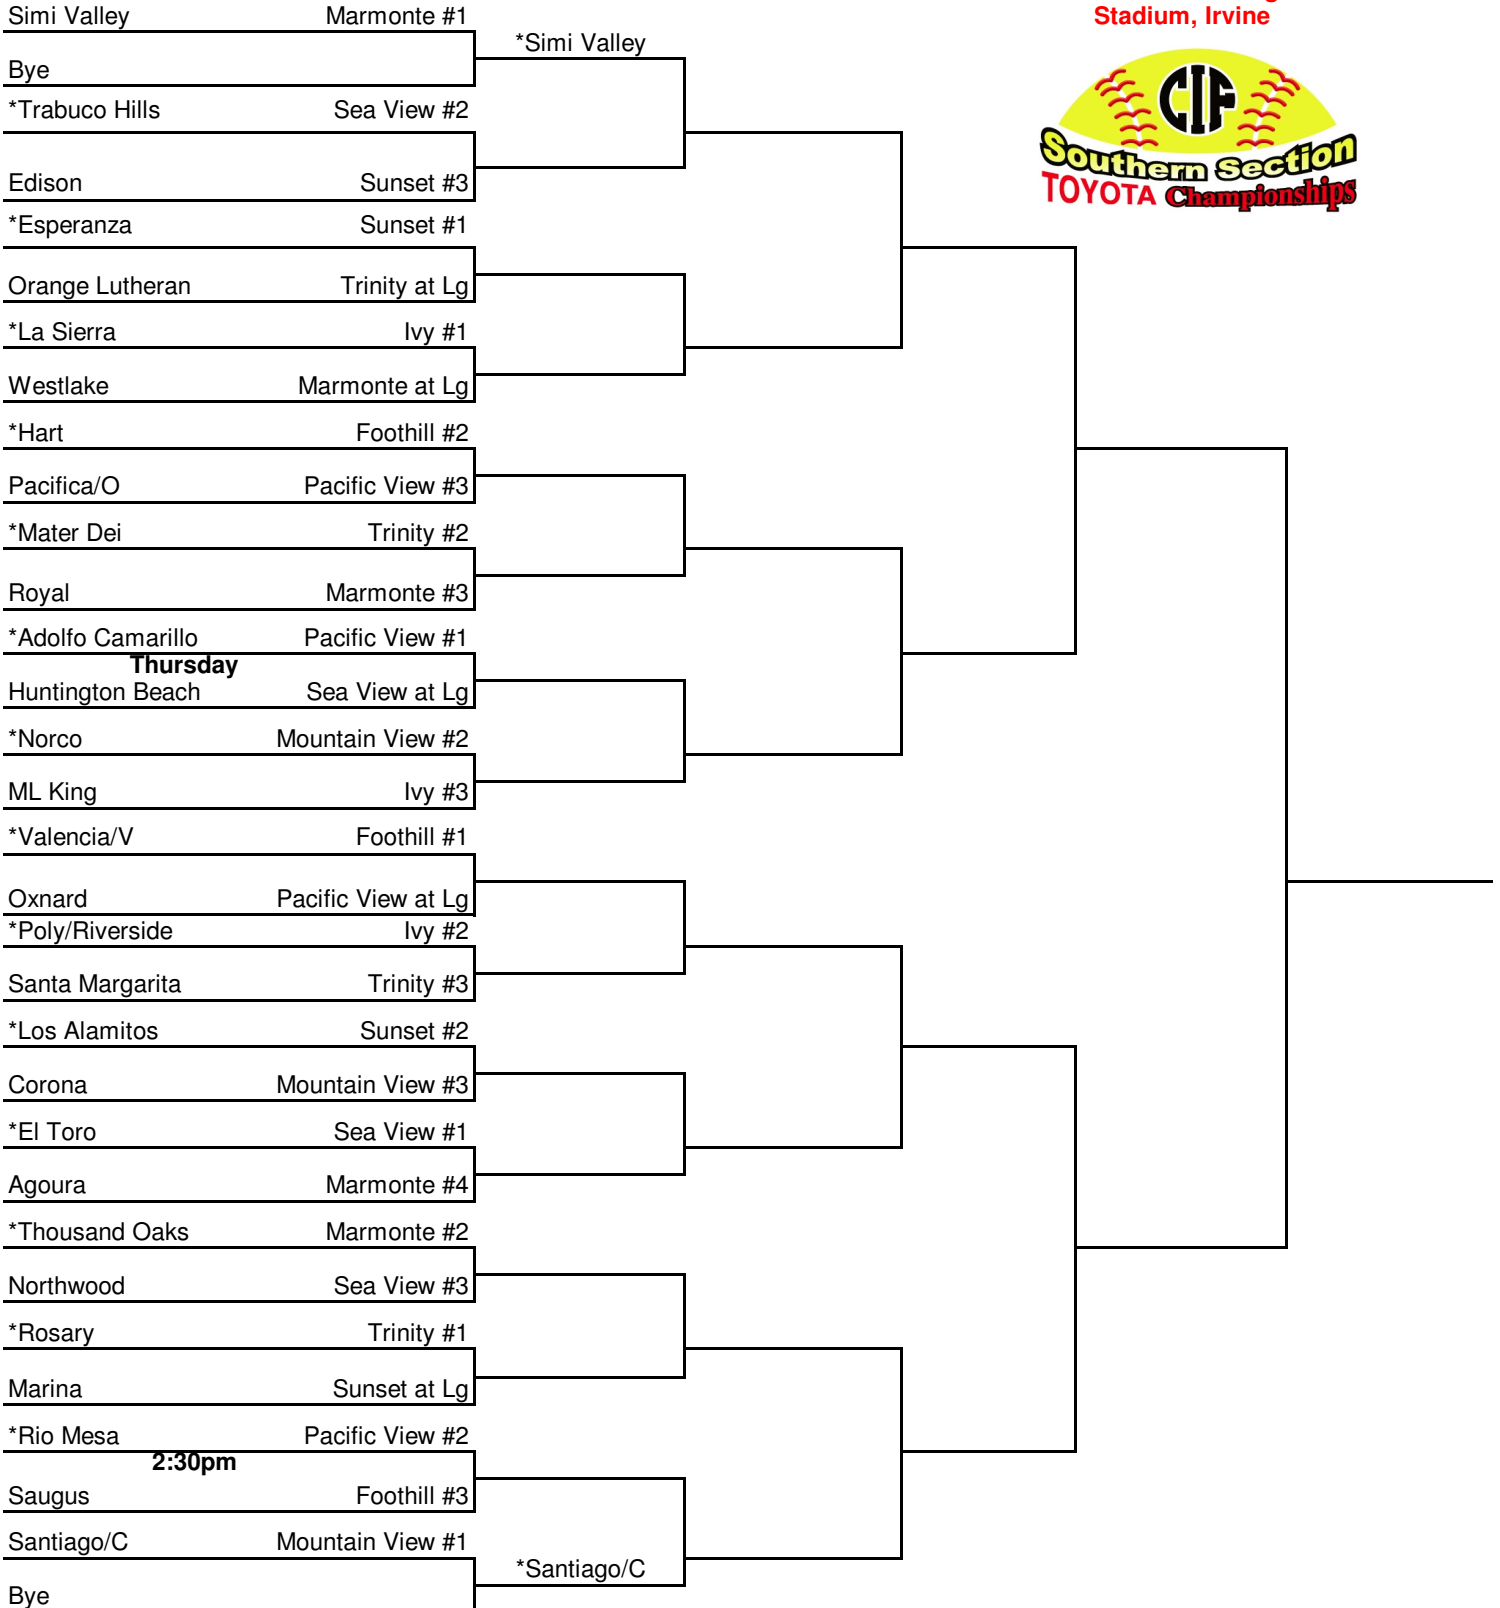 Stadium, Irvine
CIF
Southern Section
TOYOTA Championships
Simi Valley Marmonte #1
*Simi Valley
Bye
*Trabuco Hills Sea View #2
Edison Sunset #3
*Esperanza Sunset #1
Orange Lutheran Trinity at Lg
*La Sierra Ivy #1
Westlake Marmonte at Lg
*Hart Foothill #2
Pacifica/O Pacific View #3
*Mater Dei Trinity #2
Royal Marmonte #3
*Adolfo Camarillo Pacific View #1
Thursday
Huntington Beach Sea View at Lg
*Norco Mountain View #2
ML King Ivy #3
*Valencia/V Foothill #1
Oxnard Pacific View at Lg
*Poly/Riverside Ivy #2
Santa Margarita Trinity #3
*Los Alamitos Sunset #2
Corona Mountain View #3
*El Toro Sea View #1
Agoura Marmonte #4
*Thousand Oaks Marmonte #2
Northwood Sea View #3
*Rosary Trinity #1
Marina Sunset at Lg
*Rio Mesa Pacific View #2
2:30pm
Saugus Foothill #3
Santiago/C Mountain View #1
*Santiago/C
Bye